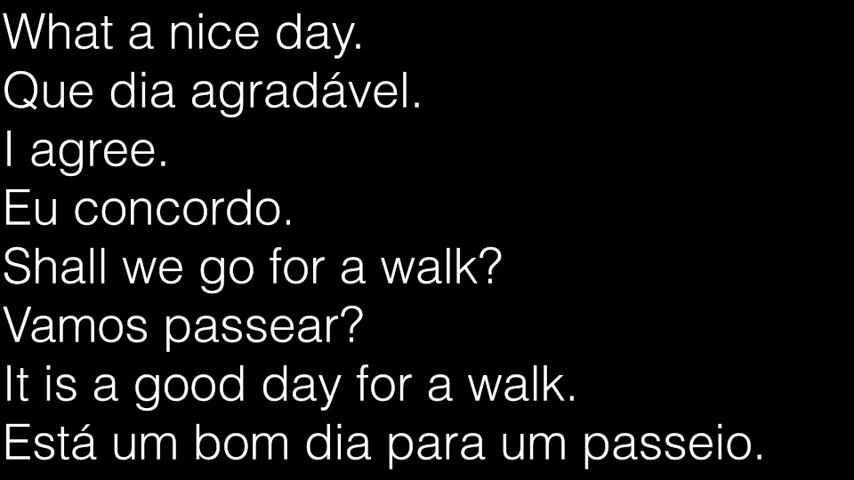 What a nice day.
Que dia agradável.
I agree.
Eu concordo.
Shall we go for a walk?
Vamos passear?
It is a good day for a walk.
Está um bom dia para um passeio.